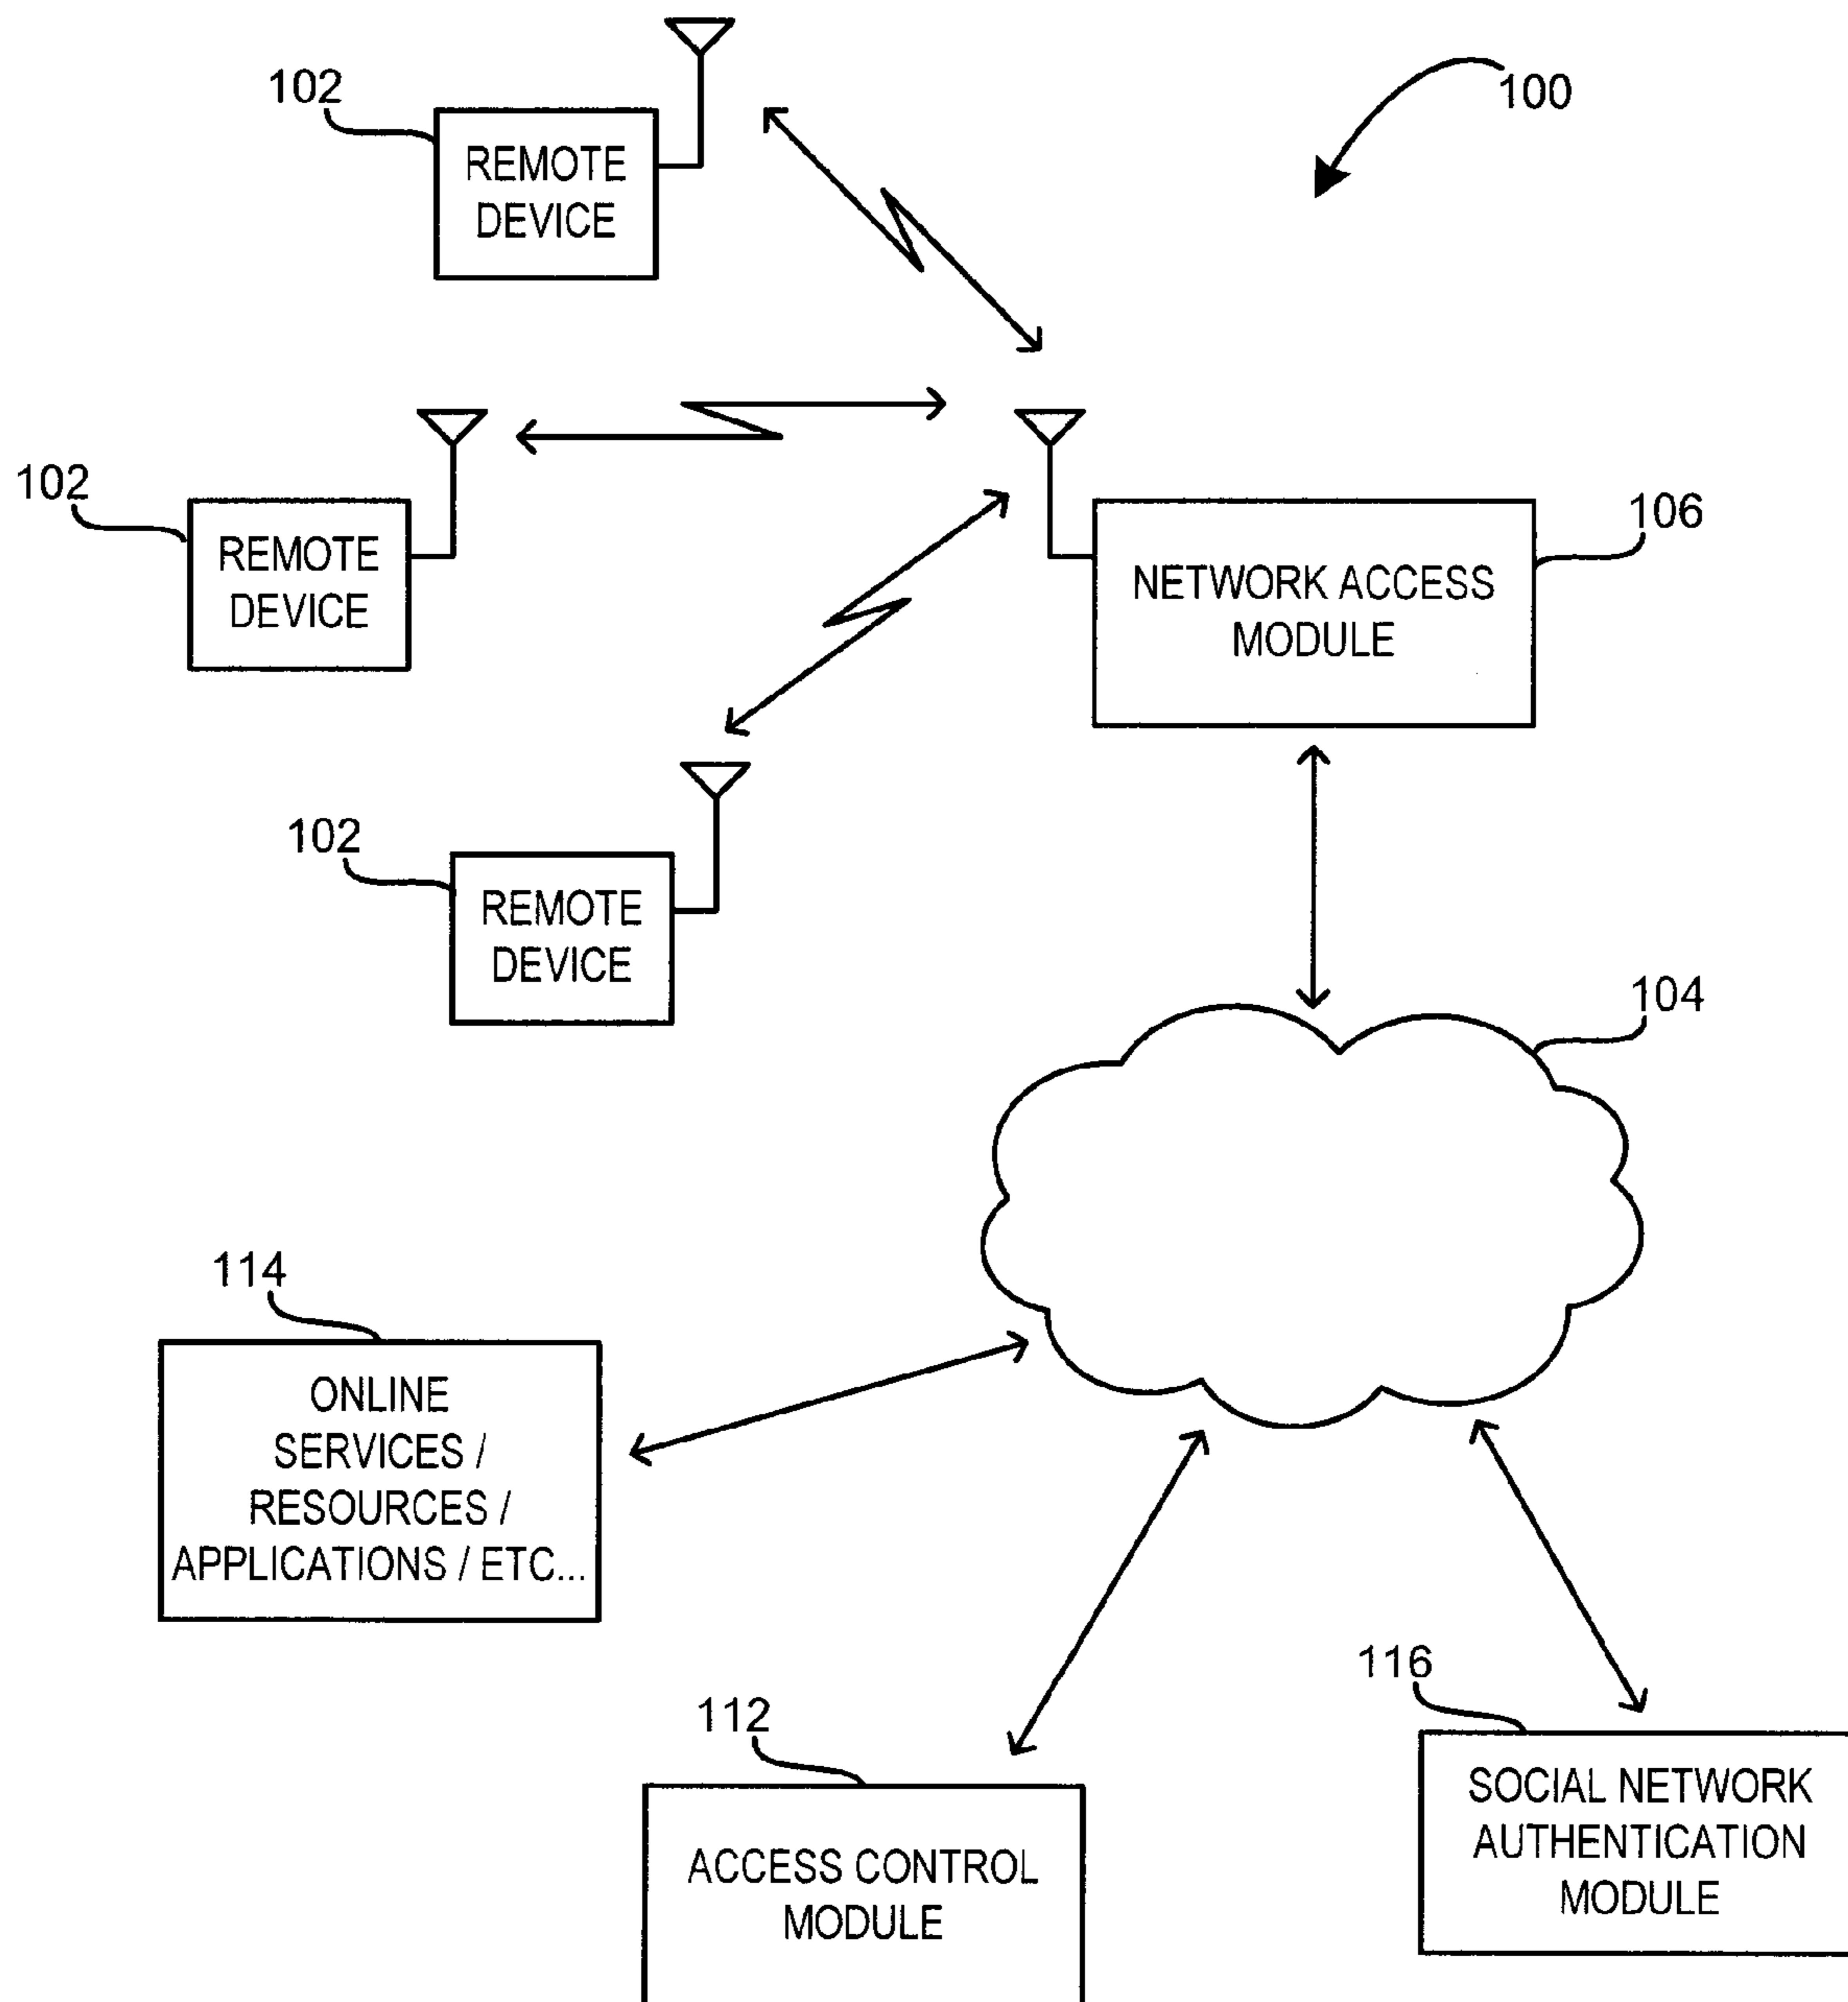 100
102
REMOTE
DEVICE
102
REMOTE
DEVICE
106
NETWORK ACCESS
MODULE
102
REMOTE
DEVICE
104
114
ONLINE
SERVICES /
RESOURCES /
APPLICATIONS / ETC...
112
ACCESS CONTROL
MODULE
116
SOCIAL NETWORK
AUTHENTICATION
MODULE